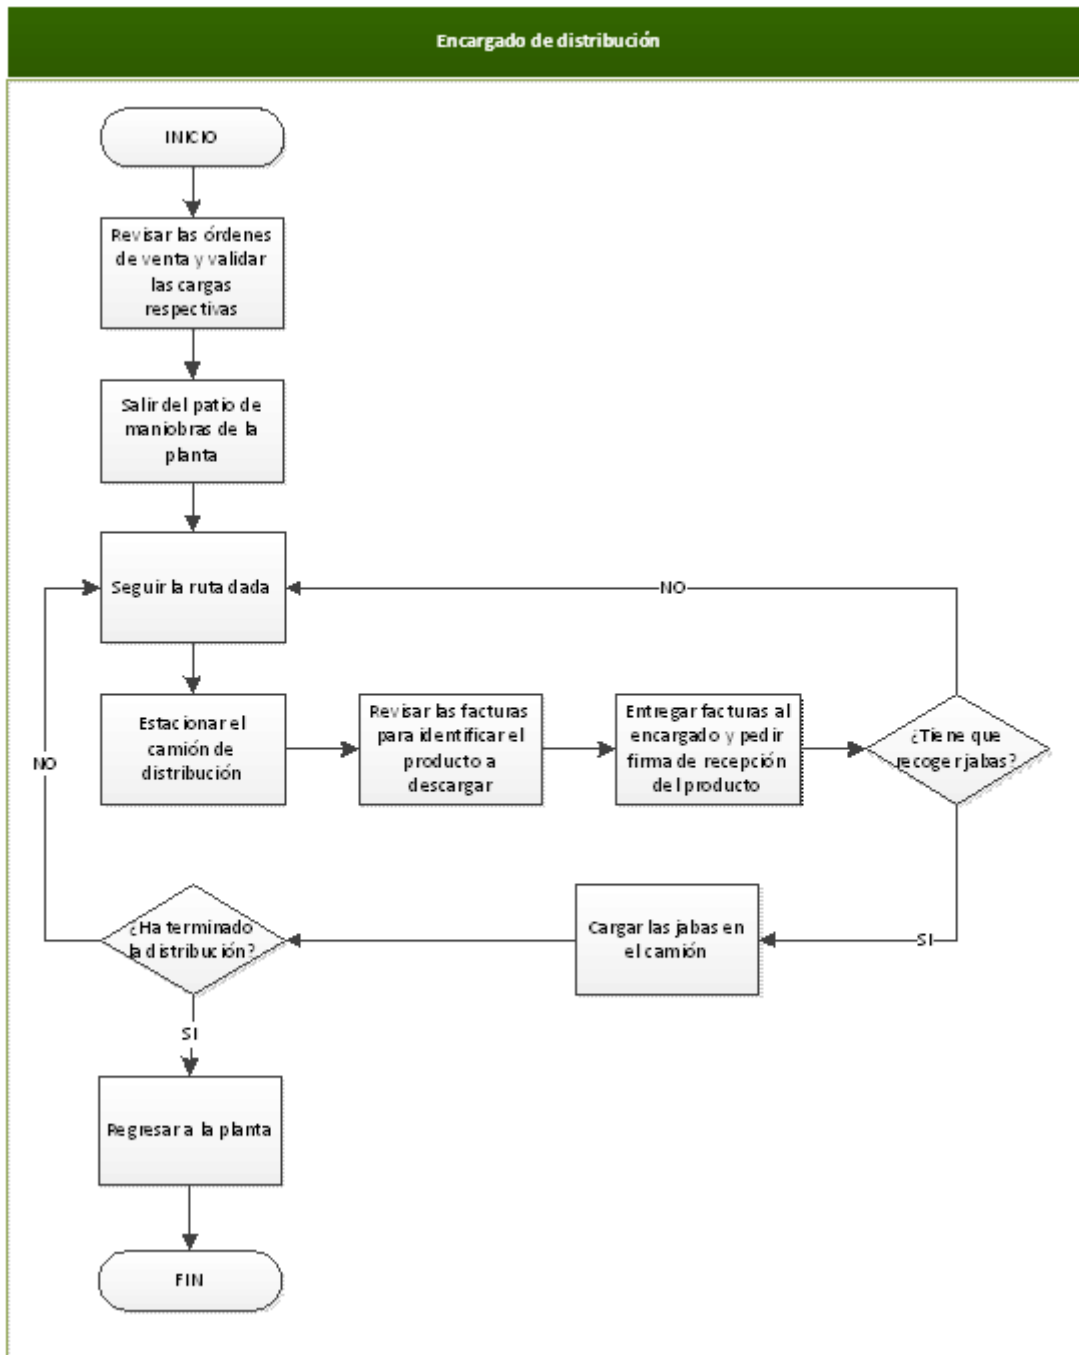 Encargado de distribución
INICIO
Revisar las órdenes
de venta y validar
las cargas
respectivas
Salir del patio de
maniobras de la
planta
Seguir la ruta dada
NO
Estacionar el
camión de
distribución
Revisar las facturas
para identificar el
producto a
descargar
Entregar facturas al
encargado y pedir
firma de recepción
del producto
¿Tiene que
recoger jabas?
NO
¿Ha terminado
la distribución?
Cargar las jabas en
el camión
SI
SI
Regresar a la planta
FIN